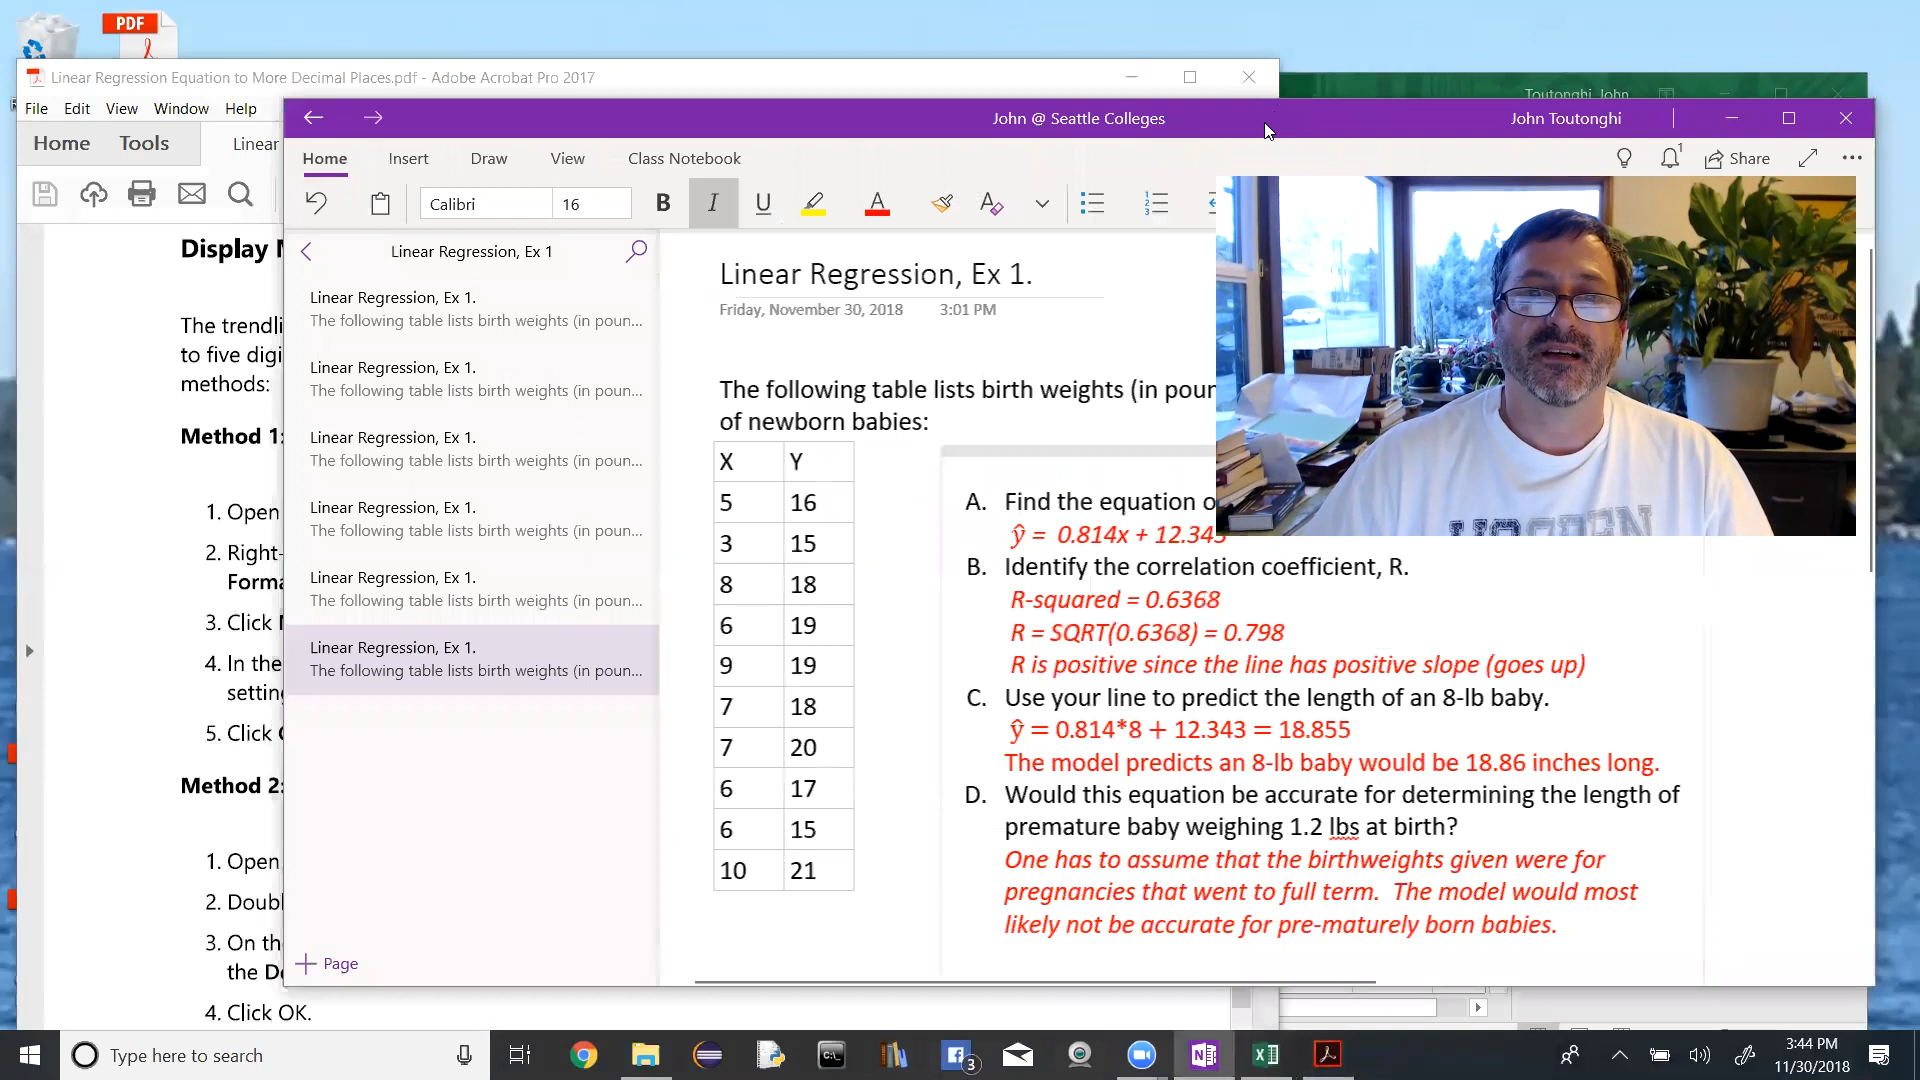 PDF
Linear Regression Equation to More Decimal Places.pdf - Adobe Acrobat Pro 2017
Toutonghi, John
File Edit View Window Help
Home Tools Linear
John @ Seattle Colleges
John Toutonghi
Home Insert Draw View Class Notebook
1
Share
Calibri 16 B I U A A
Linear Regression, Ex 1
Linear Regression, Ex 1.
The following table lists birth weights (in poun...
Linear Regression, Ex 1.
The following table lists birth weights (in poun...
Linear Regression, Ex 1.
The following table lists birth weights (in poun...
Linear Regression, Ex 1.
The following table lists birth weights (in poun...
Linear Regression, Ex 1.
The following table lists birth weights (in poun...
Linear Regression, Ex 1.
The following table lists birth weights (in poun...
+ Page
Display
The trendli
to five digi
methods:
Method 1:
1. Open
2. Right-
Forma
3. Click
4. In the
setting
5. Click
Method 2:
1. Open
2. Doubl
3. On th
the De
4. Click OK.
Linear Regression, Ex 1.
Friday, November 30, 2018 3:01 PM
The following table lists birth weights (in poun
of newborn babies:
X Y
5 16
3 15
8 18
6 19
9 19
7 18
7 20
6 17
6 15
10 21
A. Find the equation o
ŷ = 0.814x + 12.343
B. Identify the correlation coefficient, R.
R-squared = 0.6368
R = SQRT(0.6368) = 0.798
R is positive since the line has positive slope (goes up)
C. Use your line to predict the length of an 8-lb baby.
ŷ = 0.814*8 + 12.343 = 18.855
The model predicts an 8-lb baby would be 18.86 inches long.
D. Would this equation be accurate for determining the length of
premature baby weighing 1.2 lbs at birth?
One has to assume that the birthweights given were for
pregnancies that went to full term. The model would most
likely not be accurate for pre-maturely born babies.
Type here to search
3
3:44 PM
11/30/2018